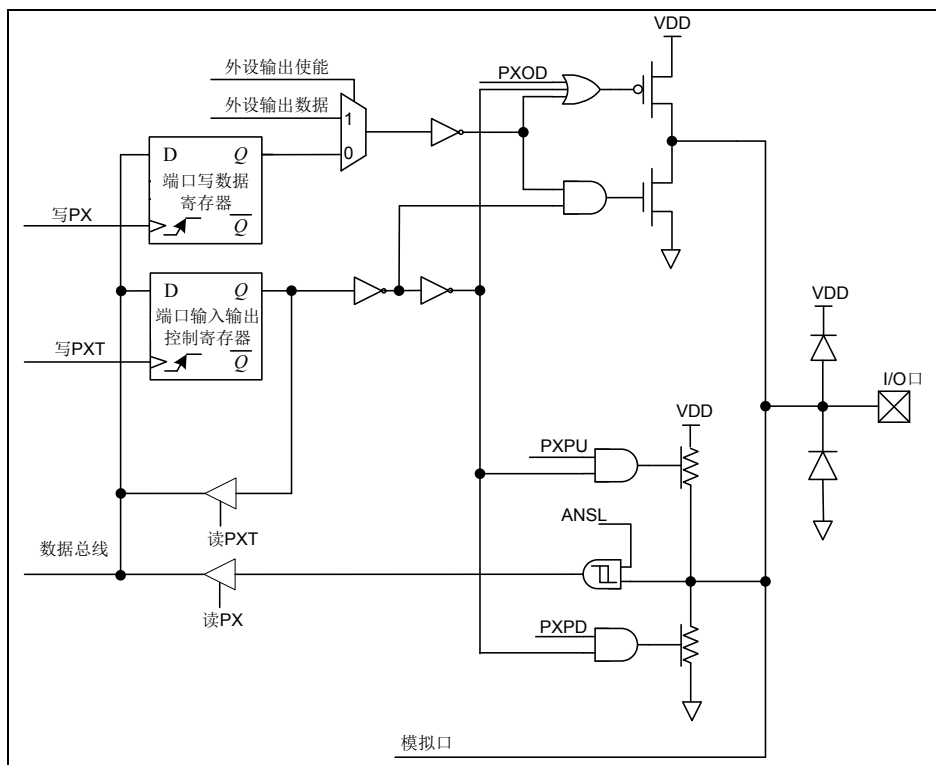 VDD
外设输出使能
PXOD
外设输出数据
1
0
D Q
端口写数据
寄存器
写PX
Q
D Q
端口输入输出
控制寄存器
写PXT
Q
VDD
I/O口
VDD
PXPU
ANSL
读PXT
数据总线
读PX
PXPD
模拟口